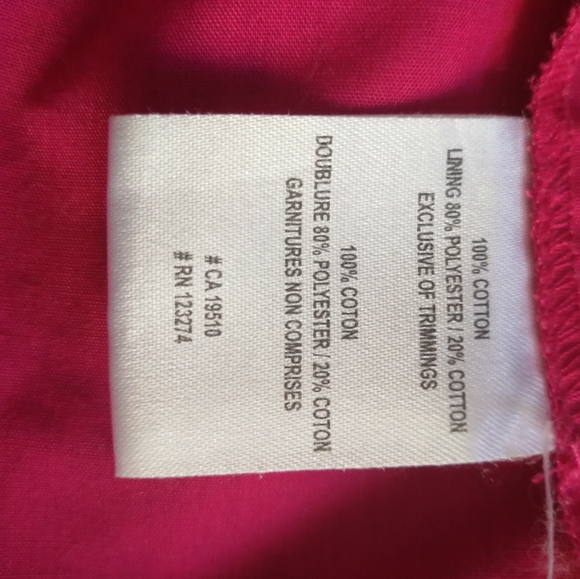 100% COTTON
LINING 80% POLYESTER / 20% COTTON
EXCLUSIVE OF TRIMMINGS
100% COTON
DOUBLURE 80% POLYESTER / 20% COTON
GARNITURES NON COMPRISES
# CA 19510
# RN 123274